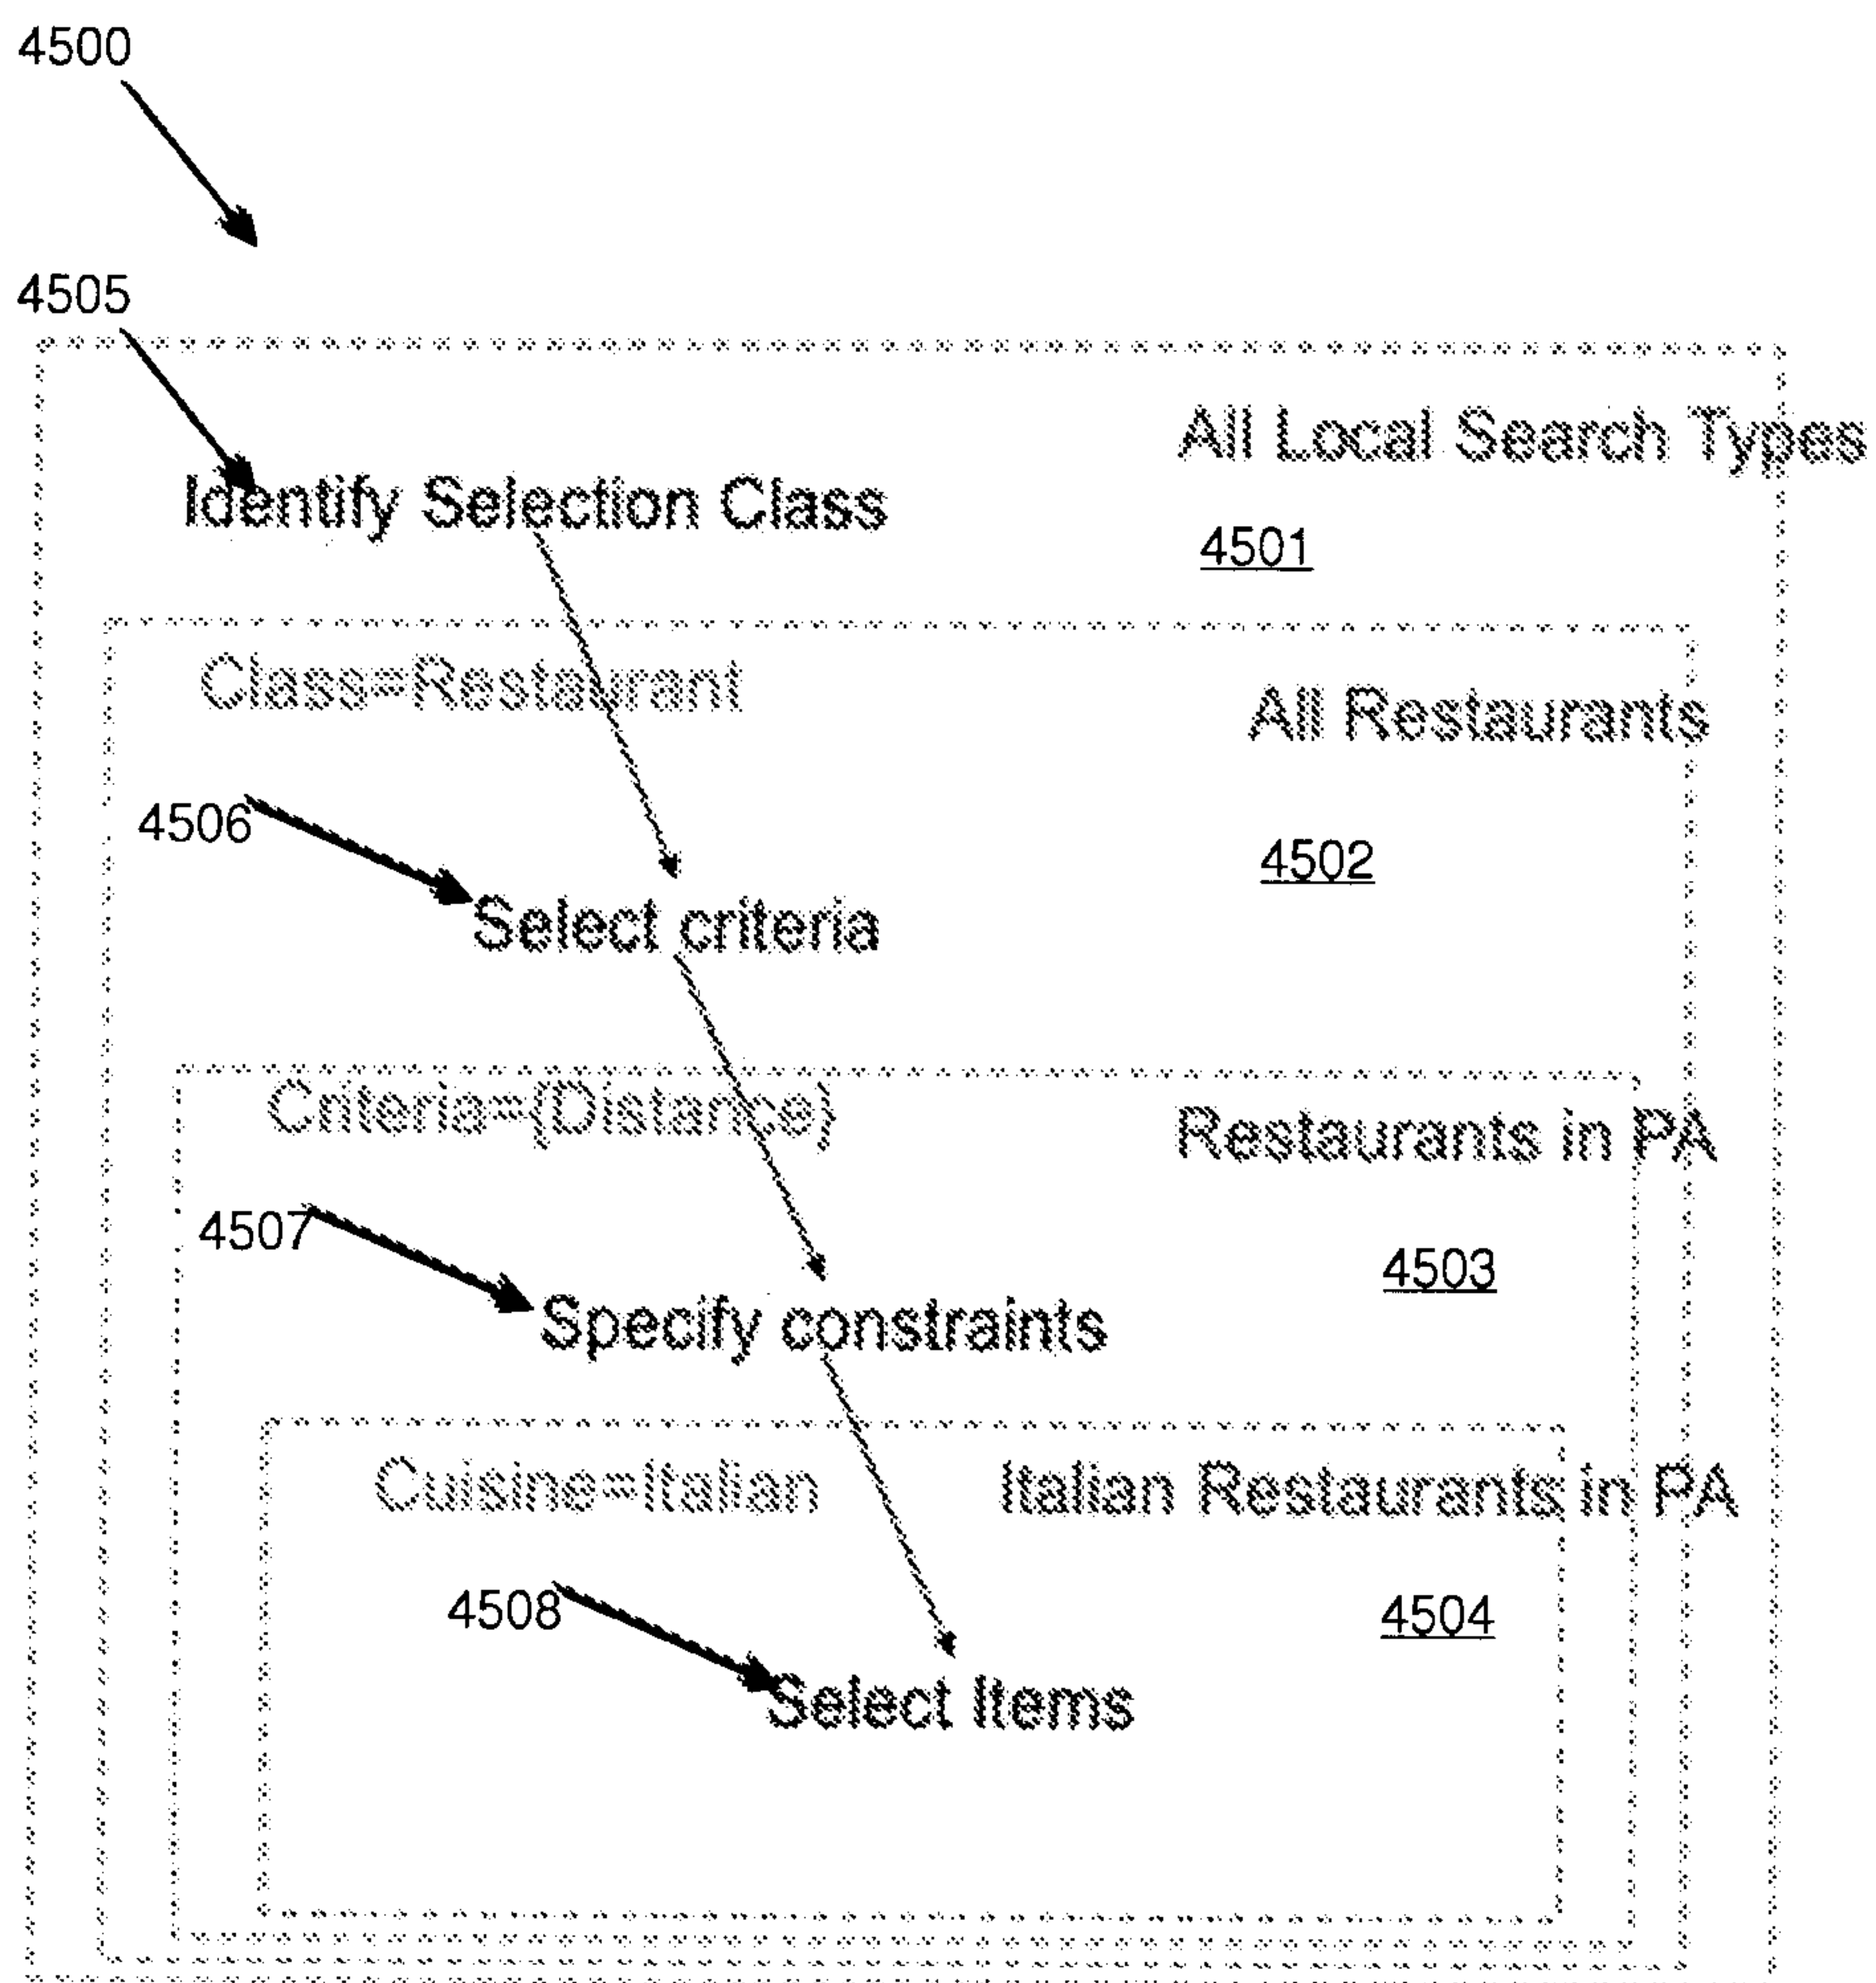 4500
4505
All Local Search Types
Identify Selection Class
4501
Class=Restaurant
All Restaurants
4506
4502
Select criteria
Criteria={Distance}
Restaurants in PA
4507
4503
Specify constraints
Cuisine=Italian
Italian Restaurants in PA
4508
4504
Select Items